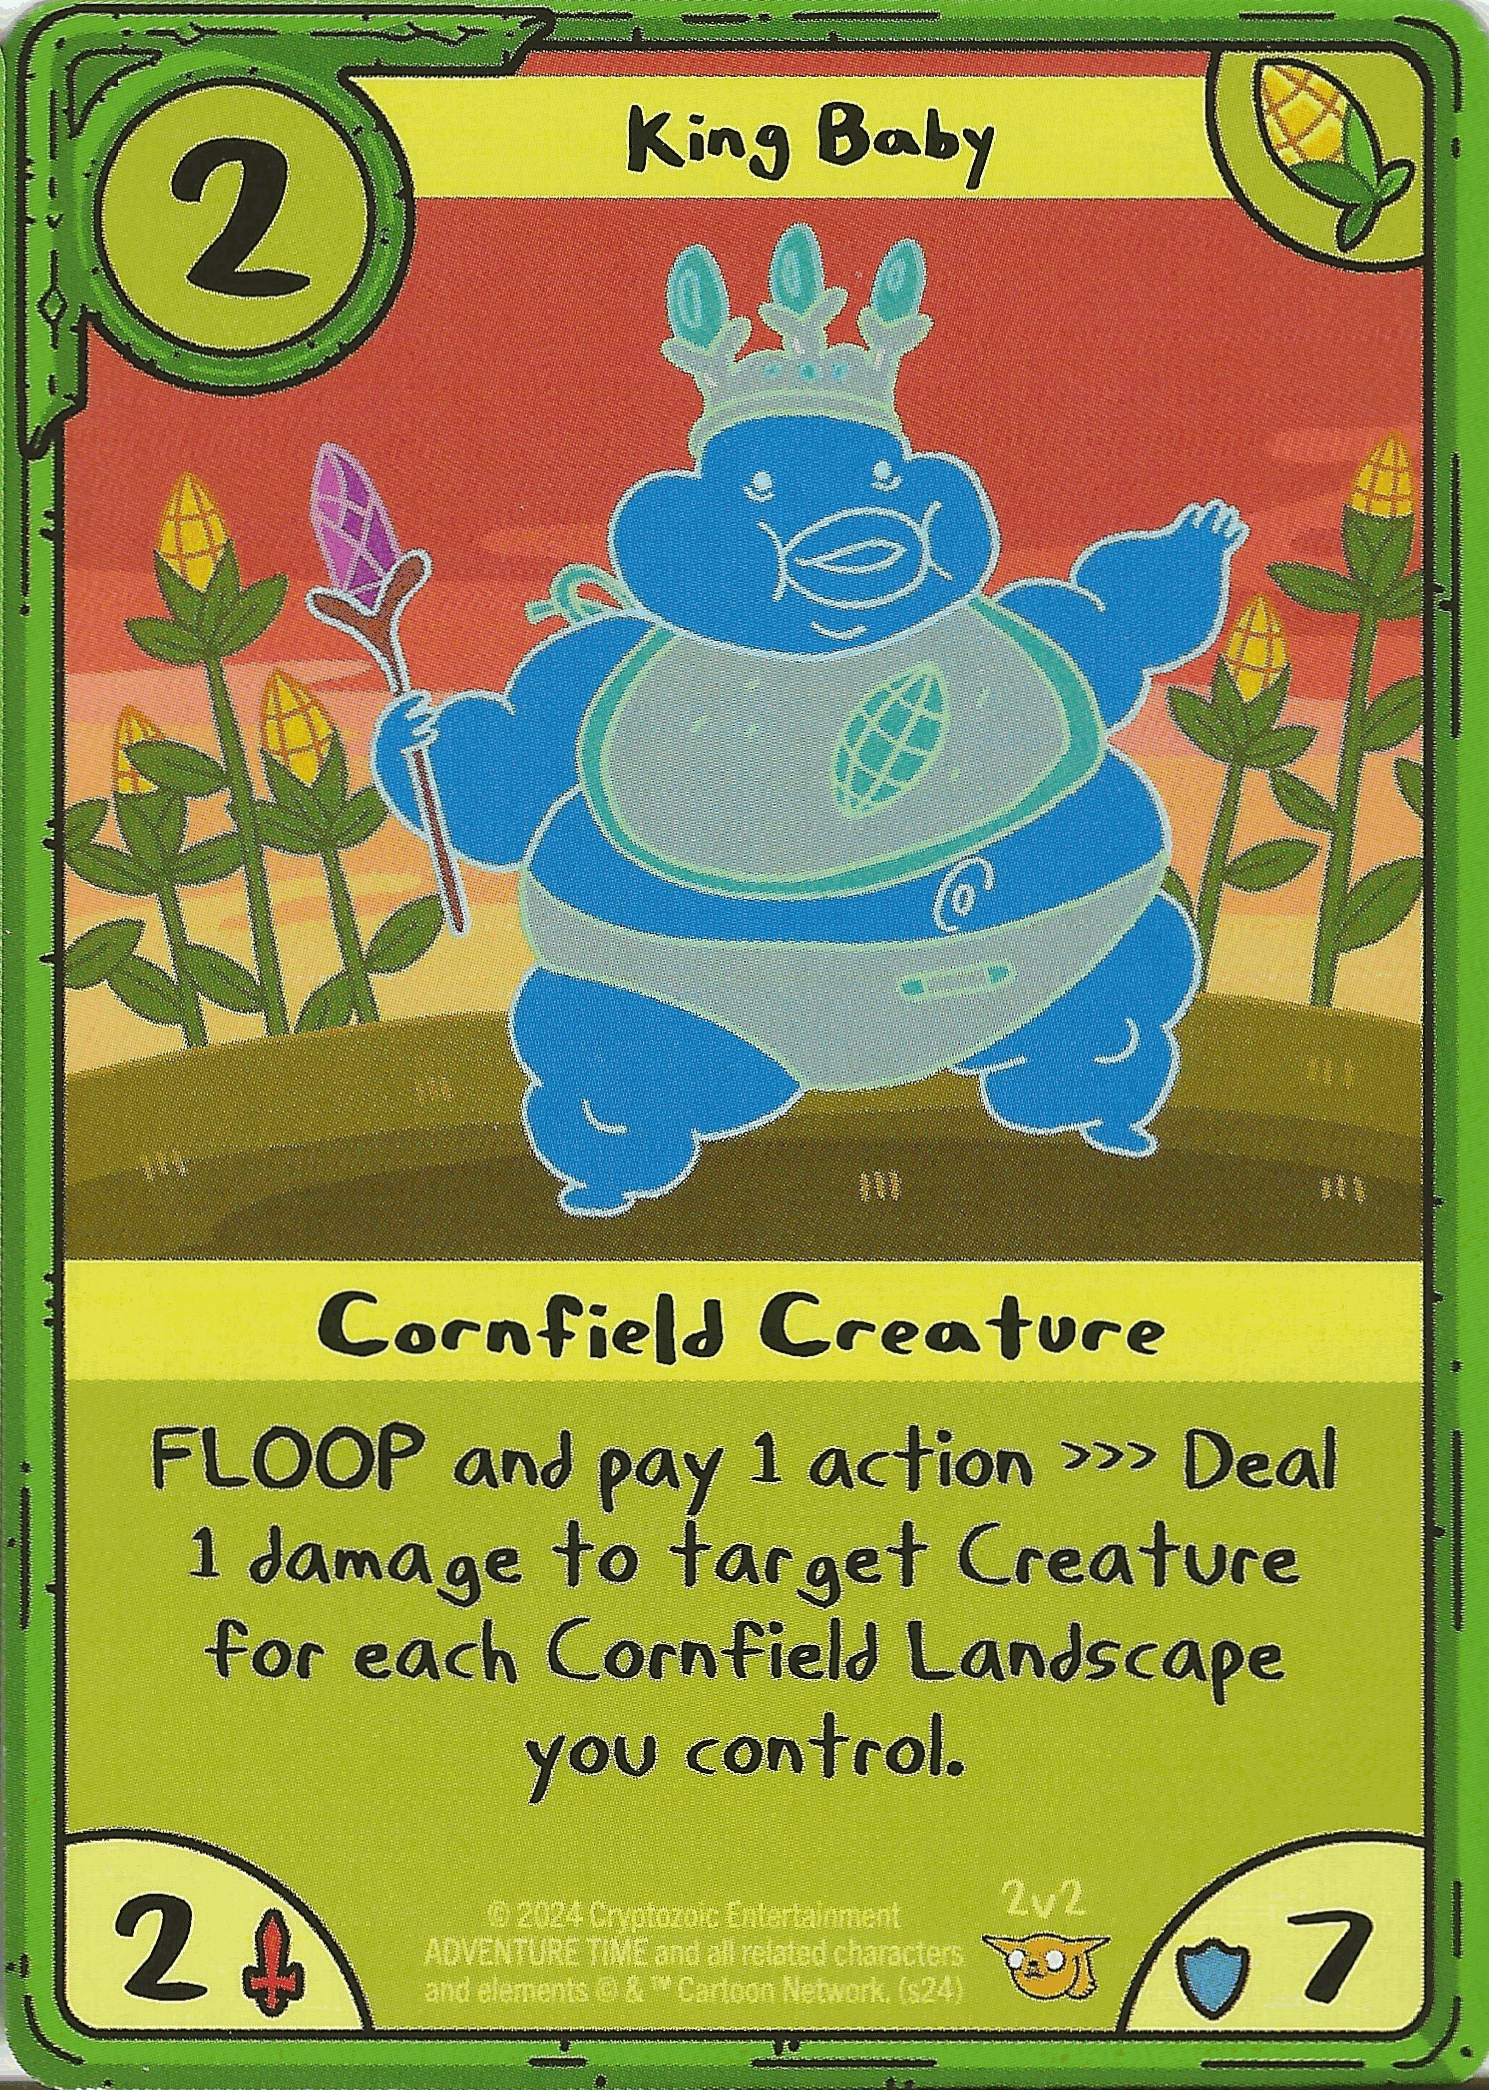 2
King Baby
Cornfield Creature
FLOOP and pay 1 action >>> Deal
1 damage to target Creature
for each Cornfield Landscape
you control.
2
© 2024 Cryptozoic Entertainment
ADVENTURE TIME and all related characters
and elements © & ™ Cartoon Network. (s24)
2v2
7